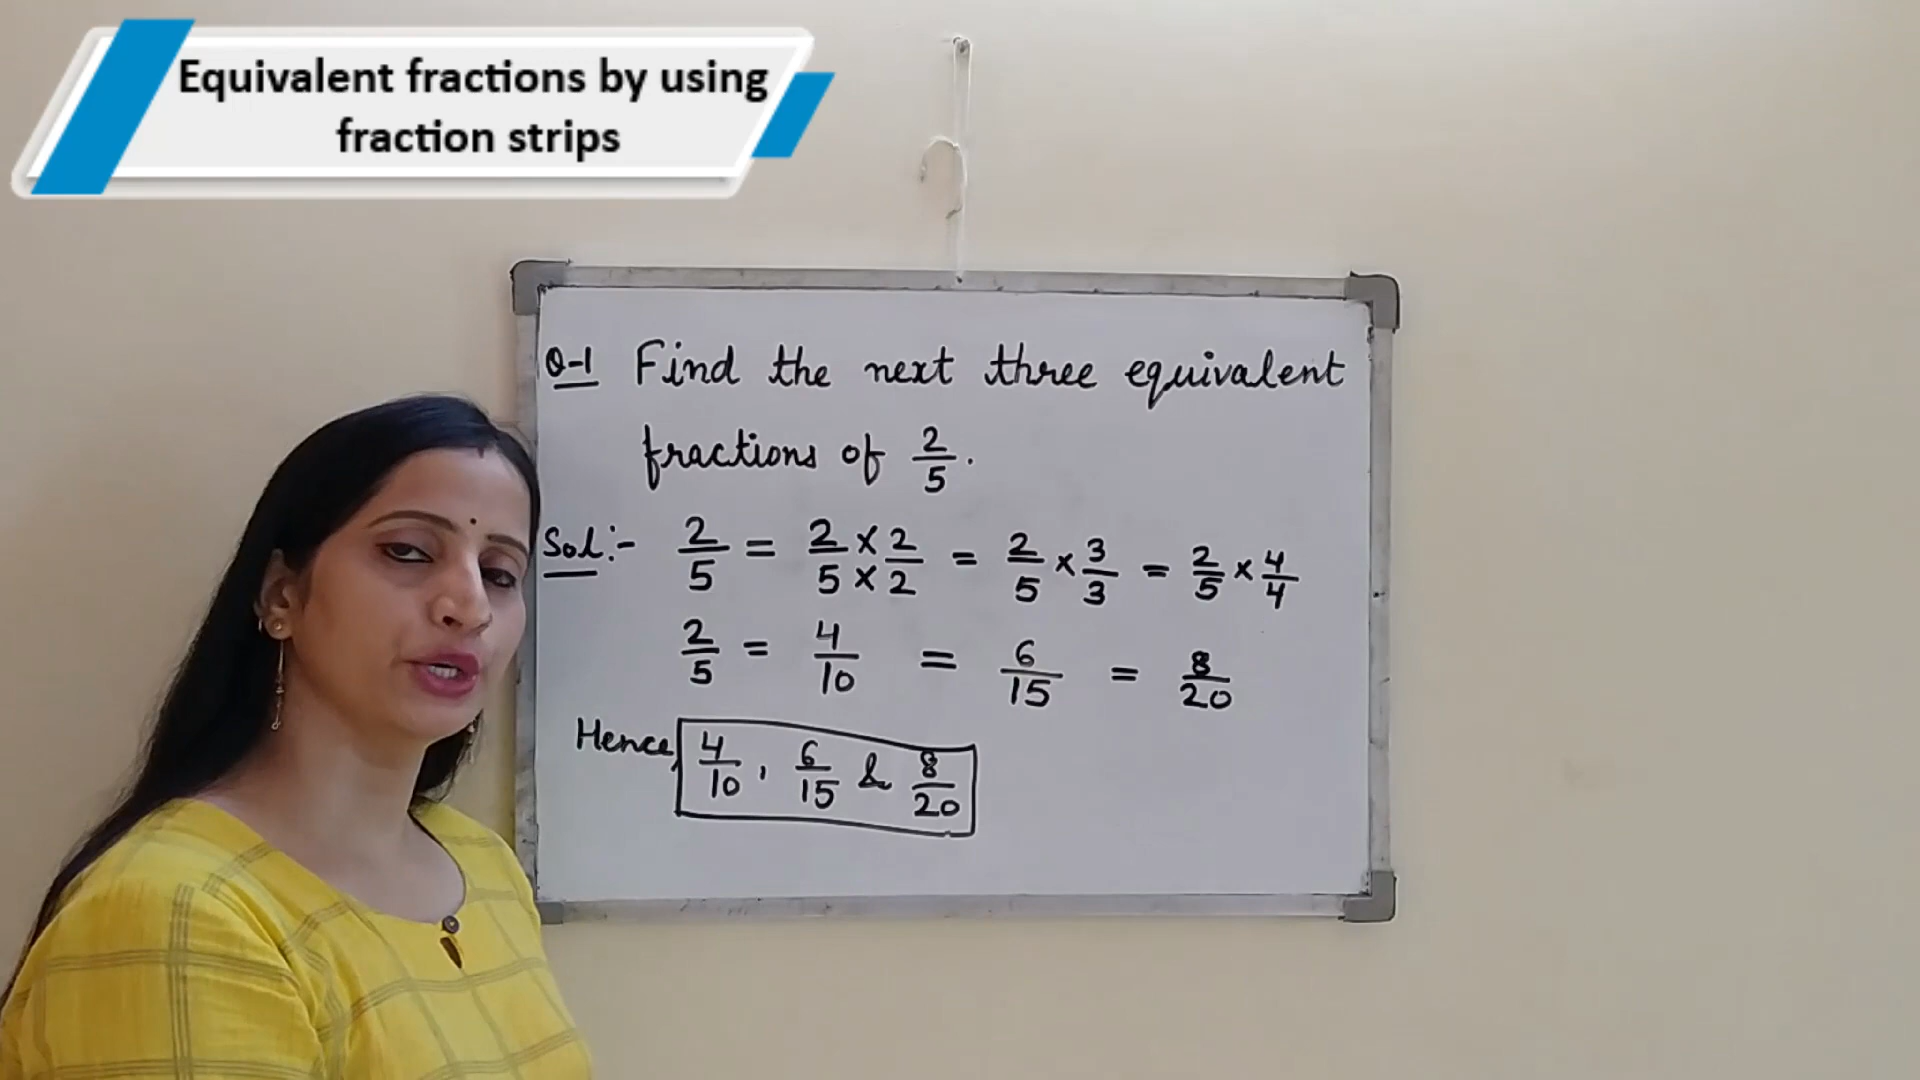 Equivalent fractions by using
fraction strips
Q-1 Find the next three equivalent
fractions of 2/5.
Sol:- 2/5 = 2×2/5×2 = 2/5 × 3/3 = 2/5 × 4/4
2/5 = 4/10 = 6/15 = 8/20
Hence, 4/10, 6/15 & 8/20